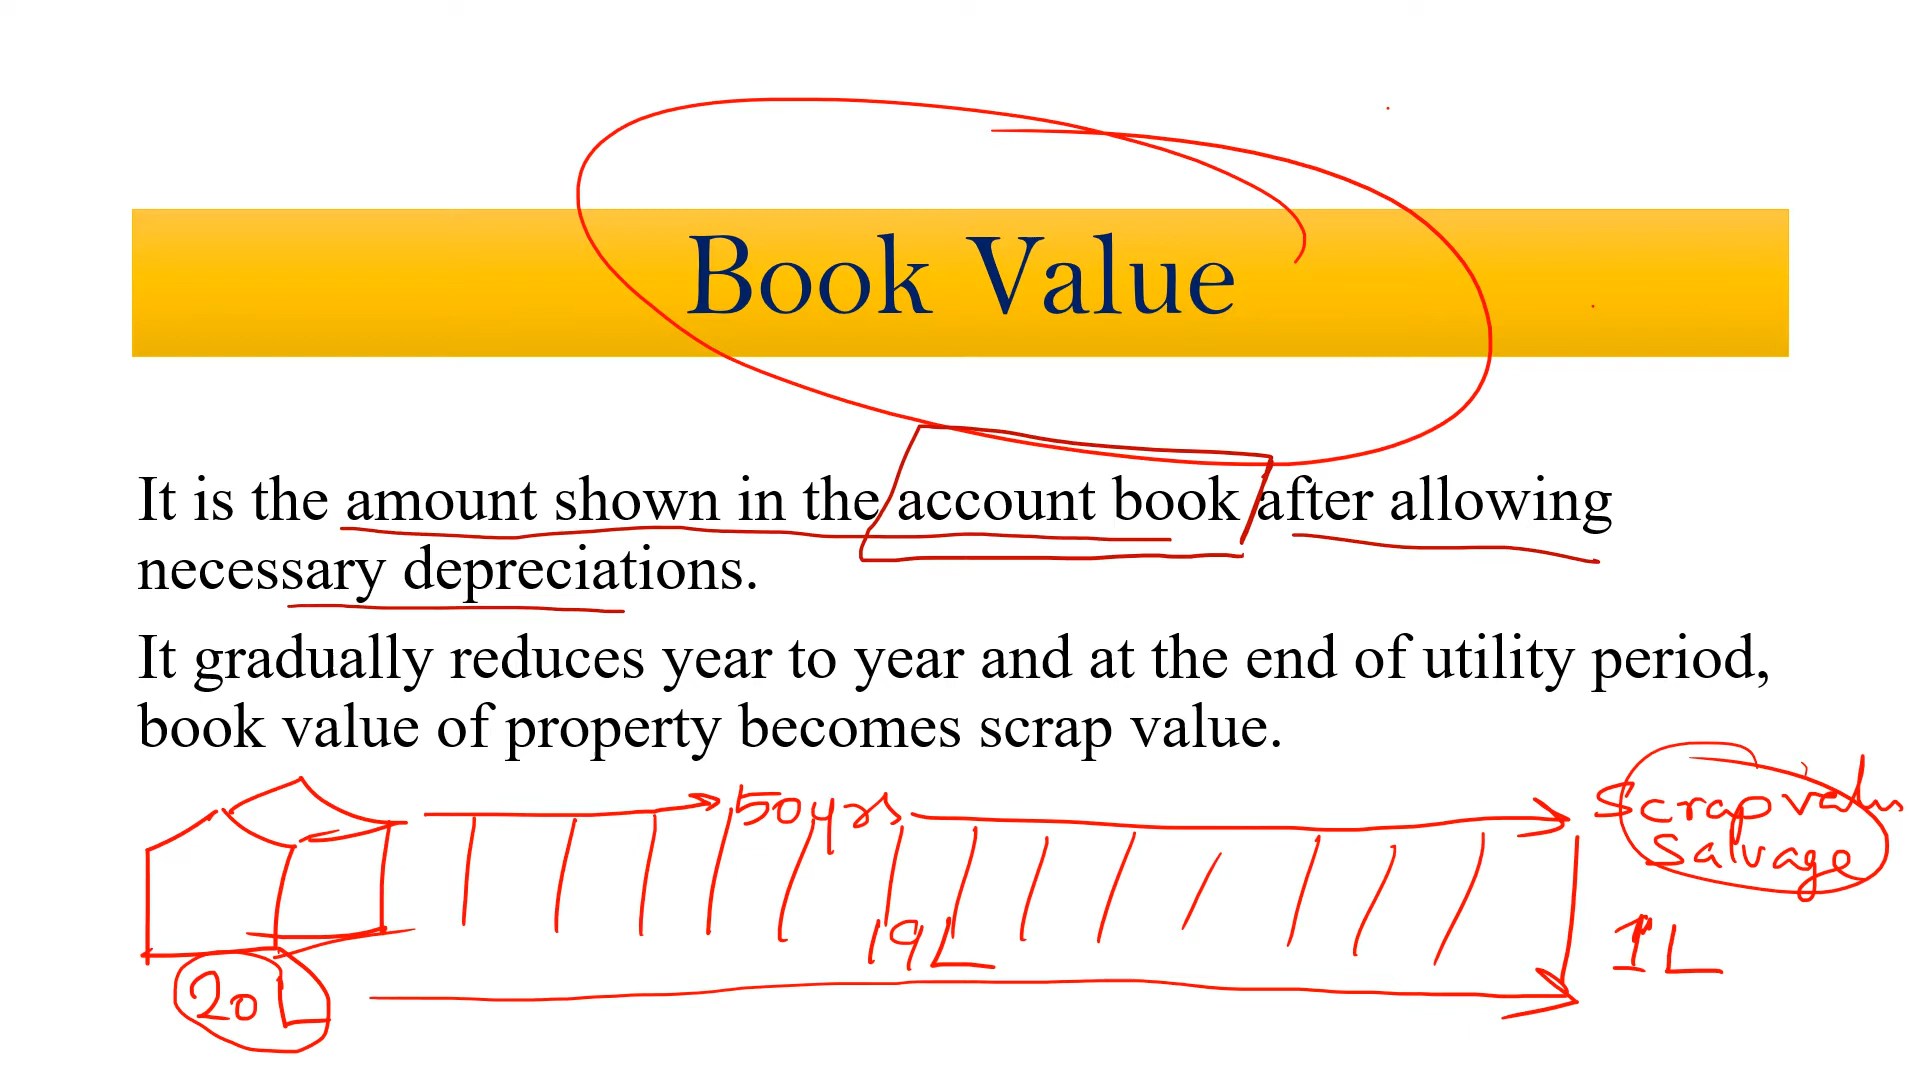 Book Value
It is the amount shown in the account book after allowing
necessary depreciations.
It gradually reduces year to year and at the end of utility period,
book value of property becomes scrap value.
50yrs
Scrap value
Salvage
19L
1L
20L